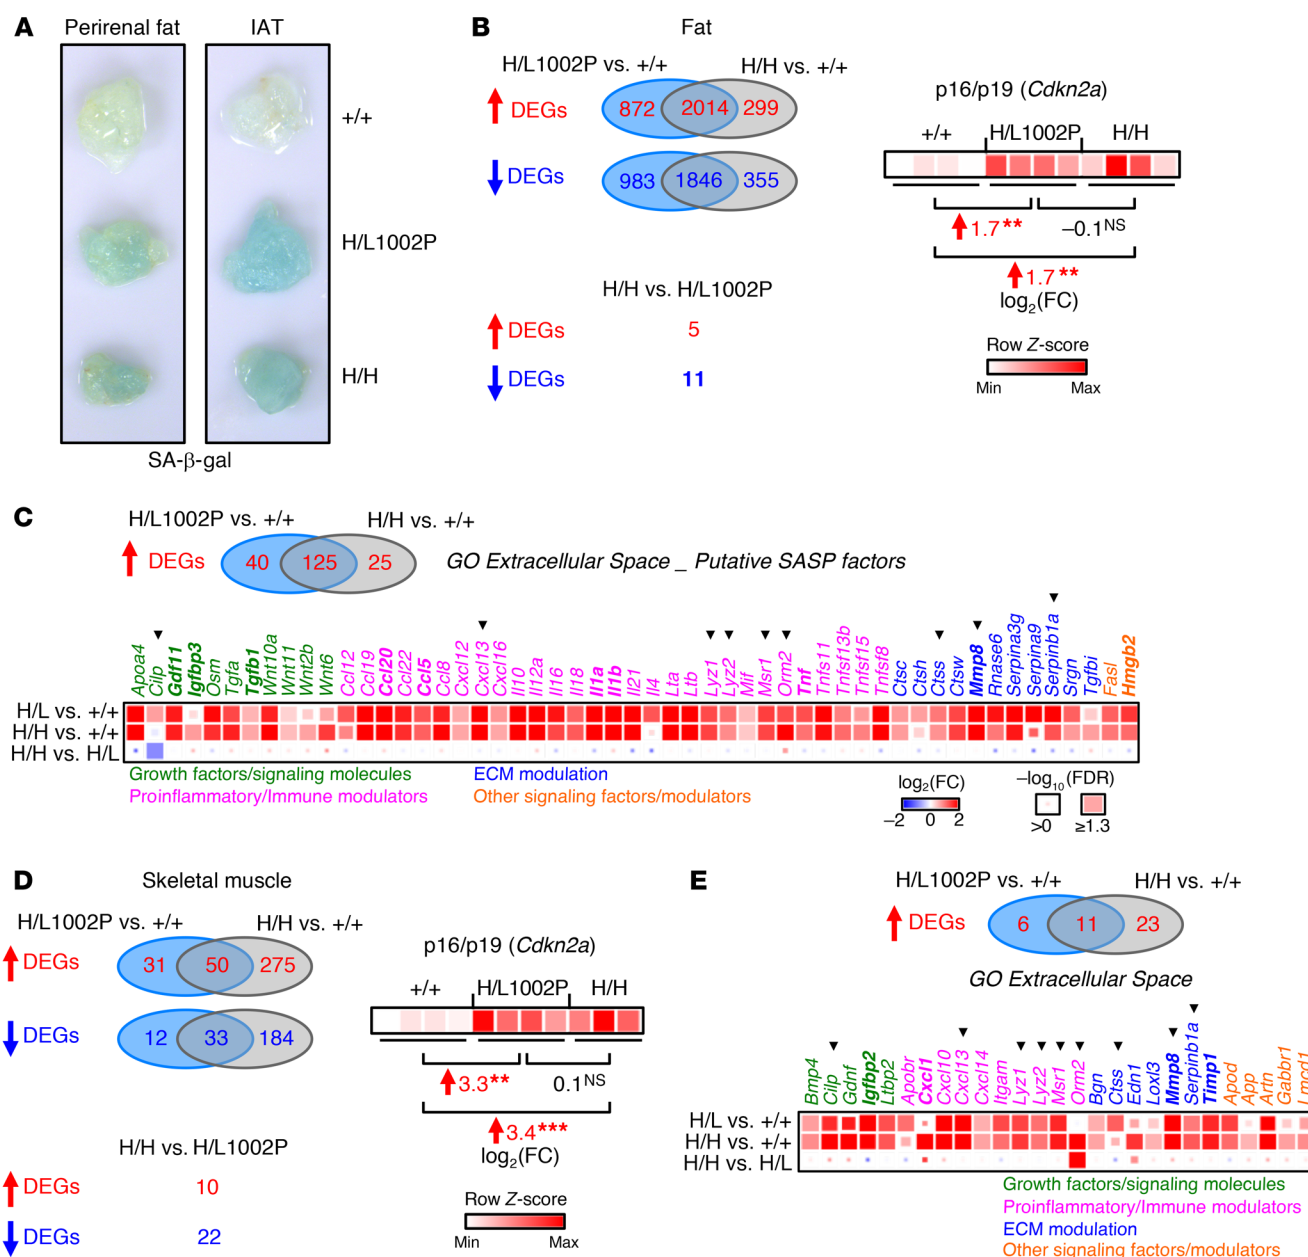 A
Perirenal fat
IAT
+/+
H/L1002P
H/H
SA-β-gal
B
Fat
H/L1002P vs. +/+
H/H vs. +/+
DEGs
872
2014
299
DEGs
983
1846
355
H/H vs. H/L1002P
DEGs
5
DEGs
11
p16/p19 (Cdkn2a)
+/+
H/L1002P
H/H
1.7**
–0.1NS
1.7**
log2(FC)
Row Z-score
Min
Max
C
H/L1002P vs. +/+
H/H vs. +/+
DEGs
40
125
25
GO Extracellular Space _ Putative SASP factors
Apoa4
Cilp
Gdf11
Igfbp3
Osm
Tgfa
Tgfb1
Wnt10a
Wnt11
Wnt2b
Wnt6
Ccl12
Ccl19
Ccl20
Ccl22
Ccl5
Ccl8
Cxcl12
Cxcl13
Cxcl16
Il10
Il12a
Il16
Il18
Il1a
Il1b
Il21
Il4
Lta
Ltb
Lyz1
Lyz2
Mif
Msr1
Orm2
Tnf
Tnfs11
Tnfsf13b
Tnfsf15
Tnfsf8
Ctsc
Ctsh
Ctss
Ctsw
Mmp8
Rnase6
Serpina3g
Serpina9
Serpinb1a
Srgn
Tgfbi
Fasl
Hmgb2
H/L vs. +/+
H/H vs. +/+
H/H vs. H/L
Growth factors/signaling molecules
Proinflammatory/Immune modulators
ECM modulation
Other signaling factors/modulators
log2(FC)
–2
0
2
–log10(FDR)
>0
≥1.3
D
Skeletal muscle
H/L1002P vs. +/+
H/H vs. +/+
DEGs
31
50
275
DEGs
12
33
184
H/H vs. H/L1002P
DEGs
10
DEGs
22
p16/p19 (Cdkn2a)
+/+
H/L1002P
H/H
3.3**
0.1NS
3.4***
log2(FC)
Row Z-score
Min
Max
E
H/L1002P vs. +/+
H/H vs. +/+
DEGs
6
11
23
GO Extracellular Space
Bmp4
Cilp
Gdnf
Igfbp2
Ltbp2
Apobr
Cxcl1
Cxcl10
Cxcl13
Cxcl14
Itgam
Lyz1
Lyz2
Msr1
Orm2
Bgn
Ctss
Edn1
Loxl3
Mmp8
Serpinb1a
Timp1
Apod
App
Artn
Gabbr1
Lmcd1
H/L vs. +/+
H/H vs. +/+
H/H vs. H/L
Growth factors/signaling molecules
Proinflammatory/Immune modulators
ECM modulation
Other signaling factors/modulators